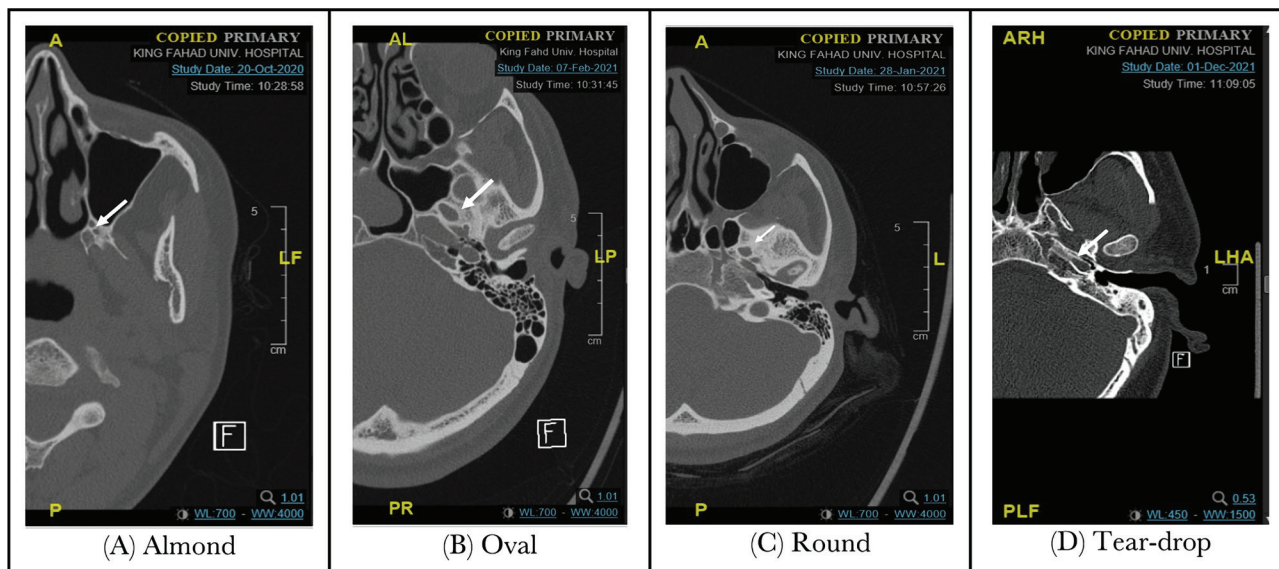 A
COPIED PRIMARY
KING FAHAD UNIV. HOSPITAL
Study Date: 20-Oct-2020
Study Time: 10:28:58
5
LF
cm
F
P
1.01
WL:700 - WW:4000
(A) Almond
AL
COPIED PRIMARY
King Fahd Univ. Hospital
Study Date: 07-Feb-2021
Study Time: 10:31:45
5
LP
cm
F
PR
1.01
WL:700 - WW:4000
(B) Oval
A
COPIED PRIMARY
KING FAHAD UNIV. HOSPITAL
Study Date: 28-Jan-2021
Study Time: 10:57:26
5
L
cm
P
1.01
WL:700 - WW:4000
(C) Round
ARH
COPIED PRIMARY
KING FAHAD UNIV. HOSPITAL
Study Date: 01-Dec-2021
Study Time: 11:09:05
LHA
1
cm
F
PLF
0.53
WL:450 - WW:1500
(D) Tear-drop